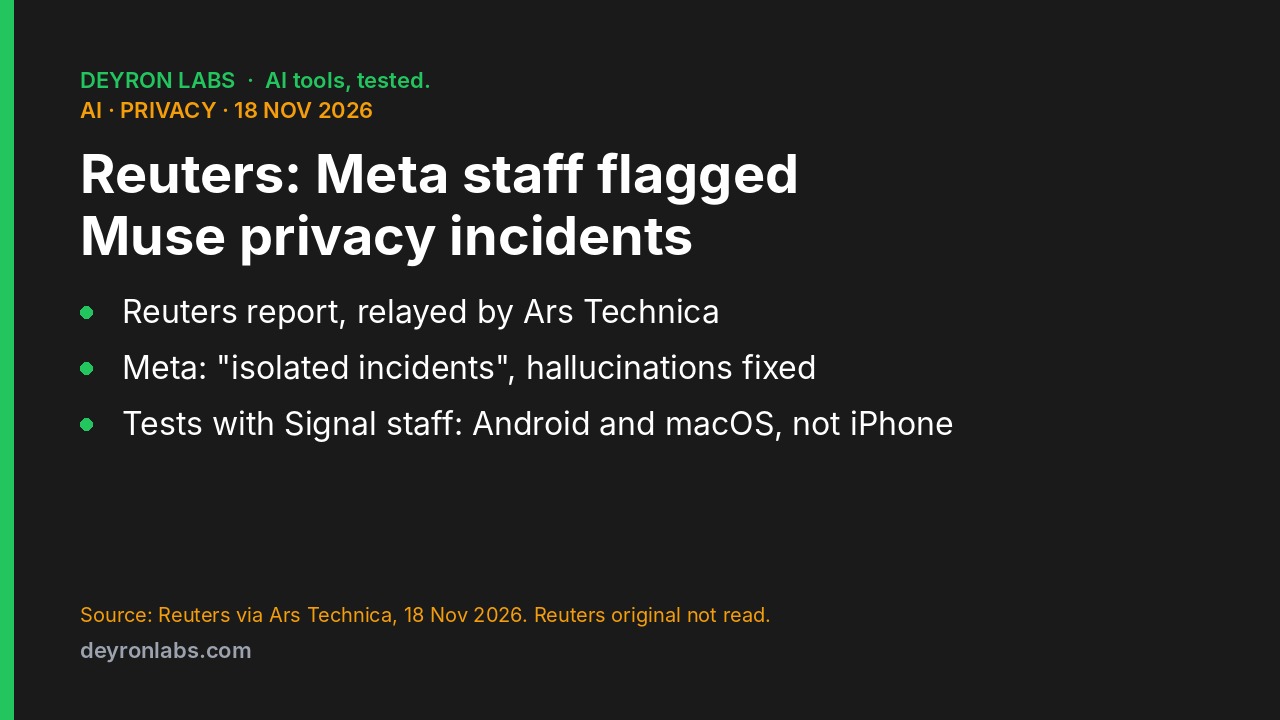 DEYRON LABS · AI tools, tested.
AI · PRIVACY · 18 NOV 2026
Reuters: Meta staff flagged
Muse privacy incidents
Reuters report, relayed by Ars Technica
Meta: "isolated incidents", hallucinations fixed
Tests with Signal staff: Android and macOS, not iPhone
Source: Reuters via Ars Technica, 18 Nov 2026. Reuters original not read.
deyronlabs.com